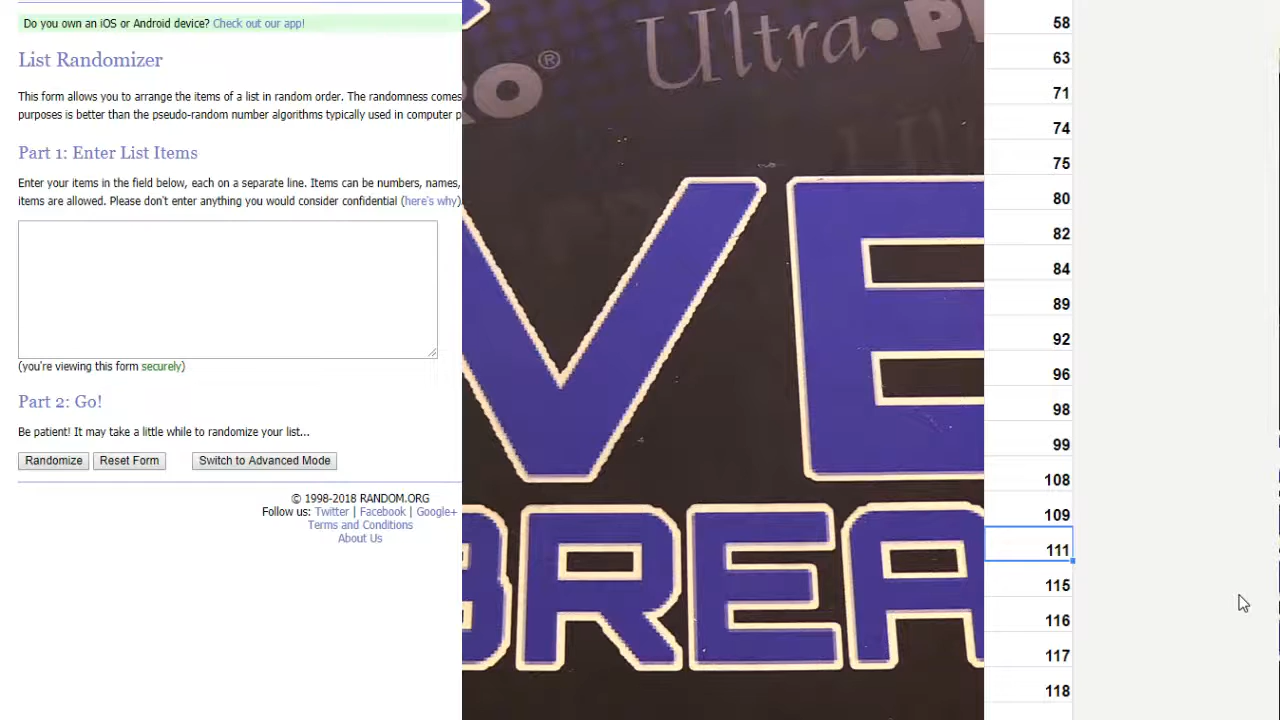 Do you own an iOS or Android device? Check out our app!
List Randomizer
This form allows you to arrange the items of a list in random order. The randomness comes
purposes is better than the pseudo-random number algorithms typically used in computer p
Part 1: Enter List Items
Enter your items in the field below, each on a separate line. Items can be numbers, names,
items are allowed. Please don't enter anything you would consider confidential (here's why)
(you're viewing this form securely)
Part 2: Go!
Be patient! It may take a little while to randomize your list...
Randomize Reset Form Switch to Advanced Mode
© 1998-2018 RANDOM.ORG
Follow us: Twitter | Facebook | Google+
Terms and Conditions
About Us
RO® Ultra•P
VE
BREA
58
63
71
74
75
80
82
84
89
92
96
98
99
108
109
111
115
116
117
118